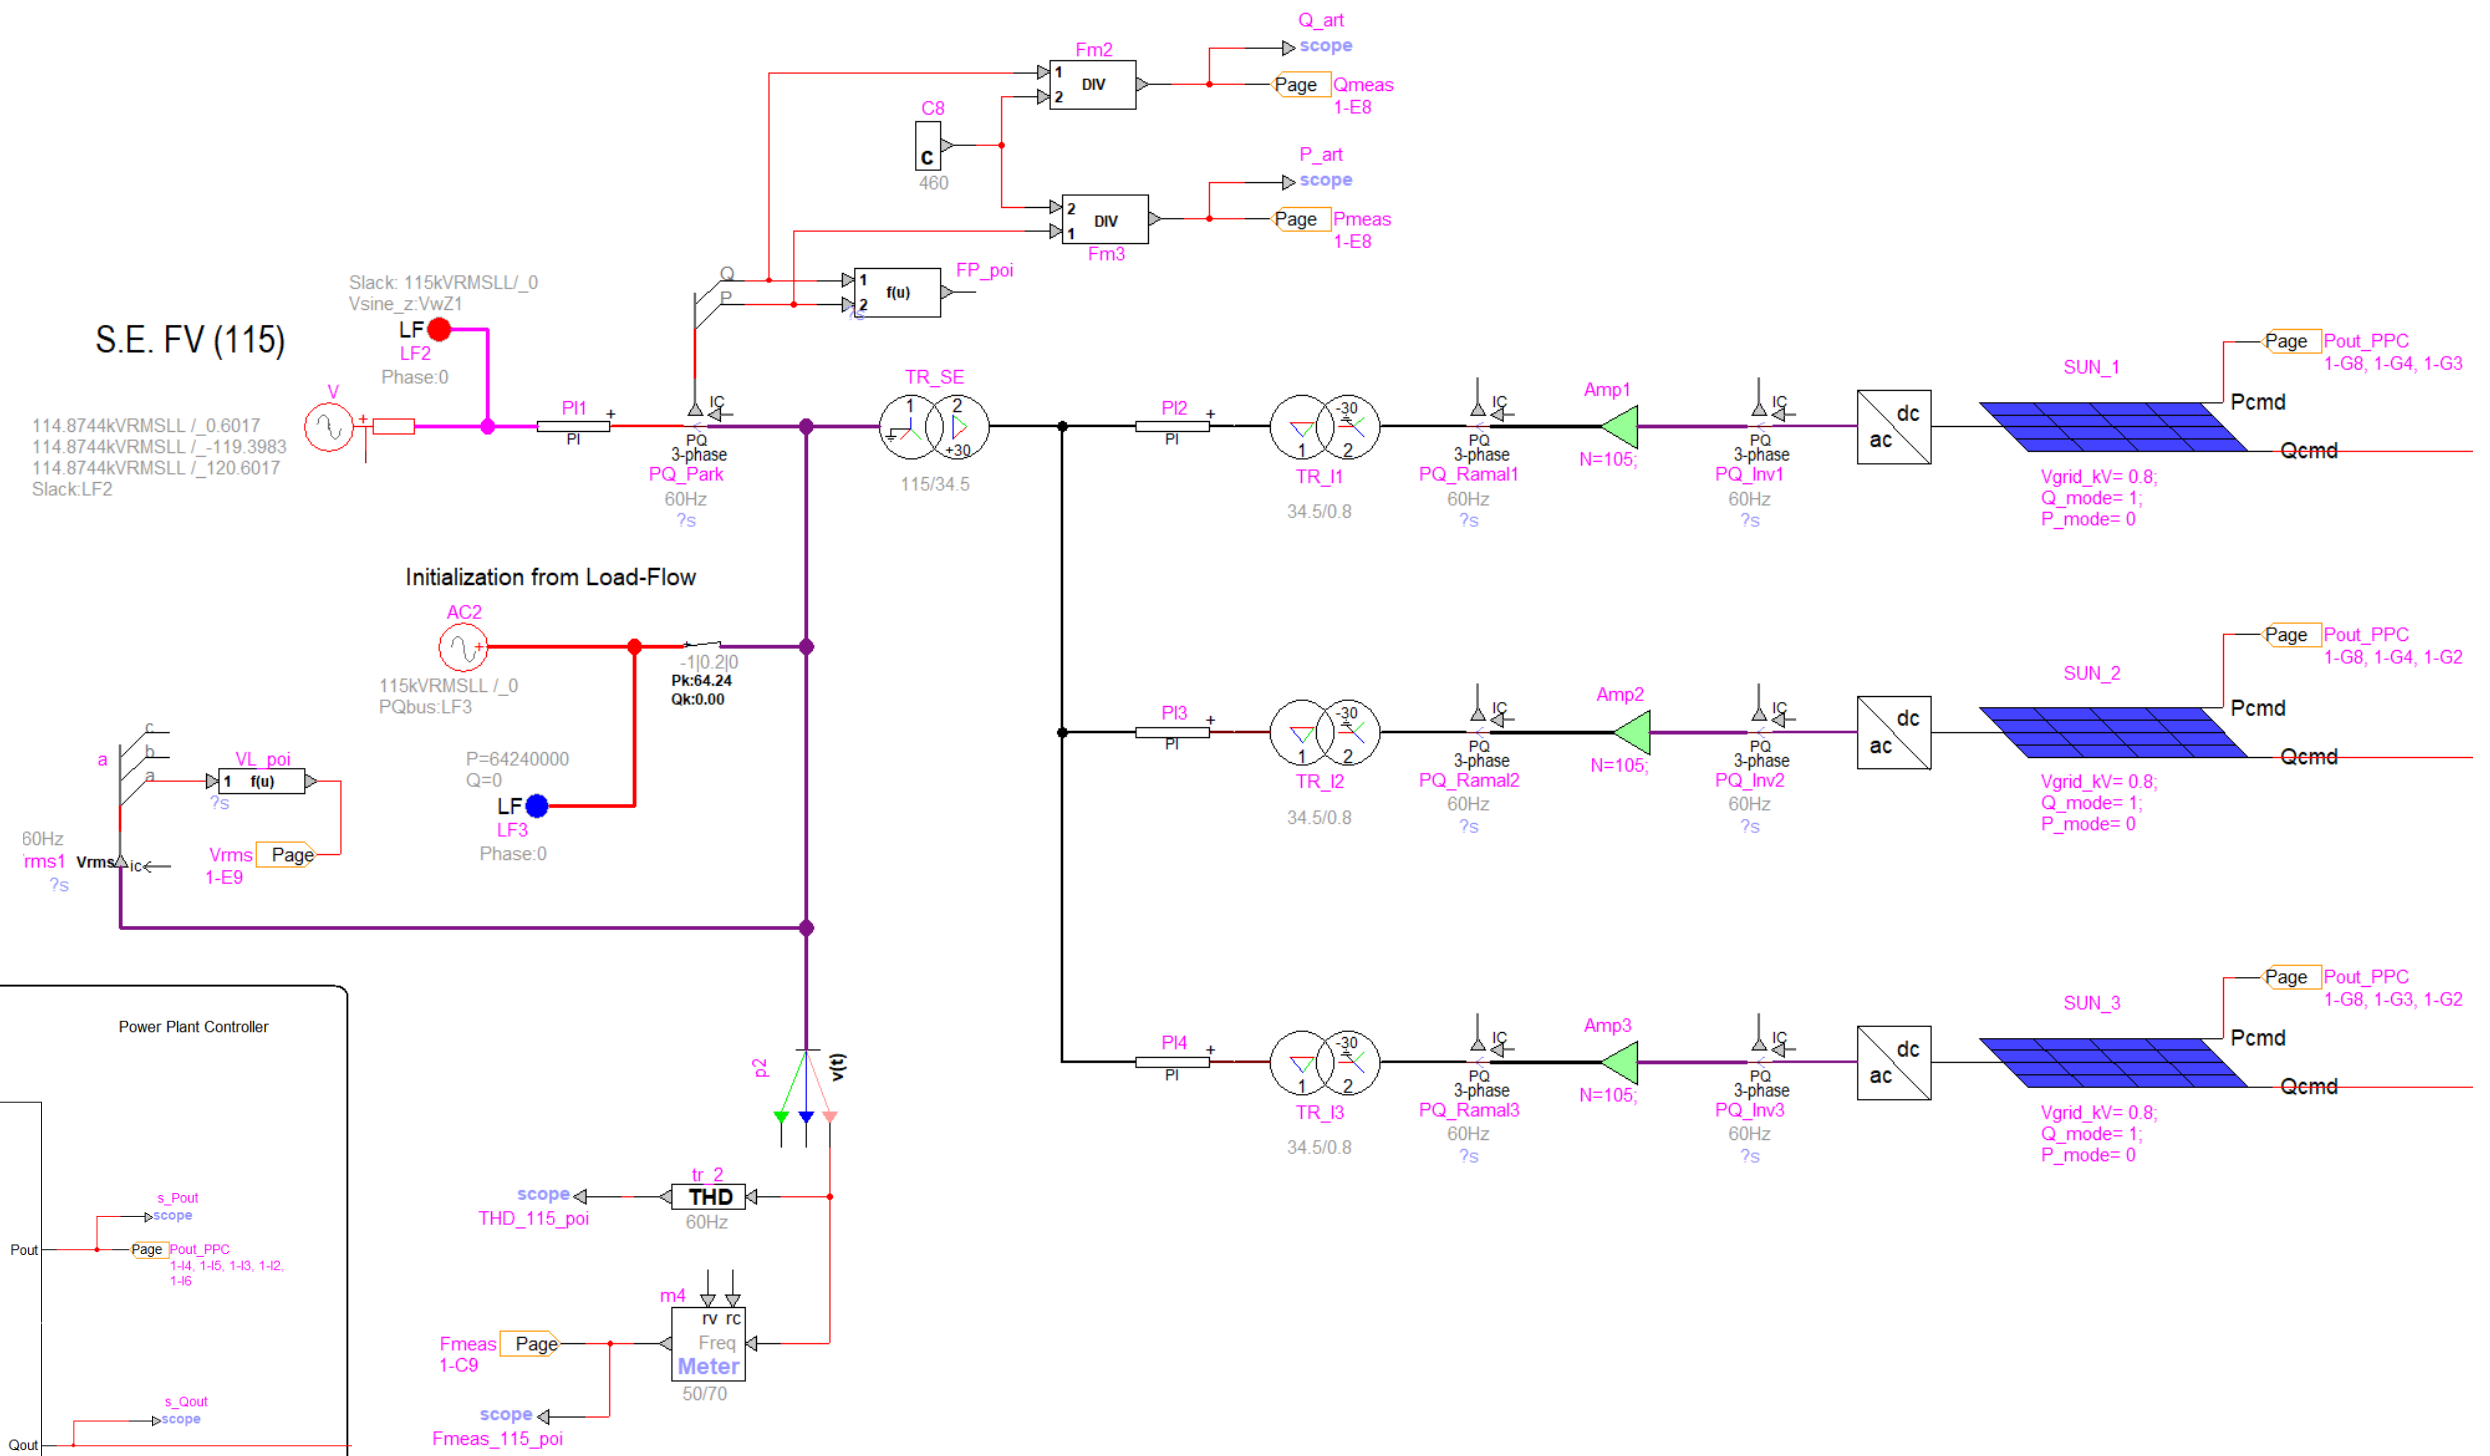 Q_art
scope
Fm2
1
2
DIV
Page
Qmeas
1-E8
C8
c
460
P_art
scope
2
1
DIV
Fm3
Page
Pmeas
1-E8
Q
P
1
2
f(u)
FP_poi
?s
Slack: 115kVRMSLL/_0
Vsine_z:VwZ1
LF
LF2
Phase:0
S.E. FV (115)
V
+
114.8744kVRMSLL /_0.6017
114.8744kVRMSLL /_-119.3983
114.8744kVRMSLL /_120.6017
Slack:LF2
PI1
+
PI
IC
PQ
3-phase
PQ_Park
60Hz
?s
TR_SE
1
2
+30
115/34.5
PI2
+
PI
-30
1
2
TR_I1
34.5/0.8
IC
PQ
3-phase
PQ_Ramal1
60Hz
?s
Amp1
N=105;
IC
PQ
3-phase
PQ_Inv1
60Hz
?s
dc
ac
SUN_1
Page
Pout_PPC
1-G8, 1-G4, 1-G3
Pcmd
Qcmd
Vgrid_kV= 0.8;
Q_mode= 1;
P_mode= 0
Initialization from Load-Flow
AC2
+
115kVRMSLL /_0
PQbus:LF3
+
-1|0.2|0
Pk:64.24
Qk:0.00
P=64240000
Q=0
LF
LF3
Phase:0
PI3
+
PI
-30
1
2
TR_I2
34.5/0.8
IC
PQ
3-phase
PQ_Ramal2
60Hz
?s
Amp2
N=105;
IC
PQ
3-phase
PQ_Inv2
60Hz
?s
dc
ac
SUN_2
Page
Pout_PPC
1-G8, 1-G4, 1-G2
Pcmd
Qcmd
Vgrid_kV= 0.8;
Q_mode= 1;
P_mode= 0
a
c
b
a
VL_poi
1
f(u)
?s
Vrms
1-E9
Page
60Hz
rms1
?s
Vrms
ic
PI4
+
PI
-30
1
2
TR_I3
34.5/0.8
IC
PQ
3-phase
PQ_Ramal3
60Hz
?s
Amp3
N=105;
IC
PQ
3-phase
PQ_Inv3
60Hz
?s
dc
ac
SUN_3
Page
Pout_PPC
1-G8, 1-G3, 1-G2
Pcmd
Qcmd
Vgrid_kV= 0.8;
Q_mode= 1;
P_mode= 0
Power Plant Controller
p2
v(t)
tr_2
THD
60Hz
scope
THD_115_poi
s_Pout
scope
Pout
Page
Pout_PPC
1-I4, 1-I5, 1-I3, 1-I2,
1-I6
m4
rv rc
Freq
Meter
50/70
Fmeas
1-C9
Page
scope
Fmeas_115_poi
s_Qout
scope
Qout